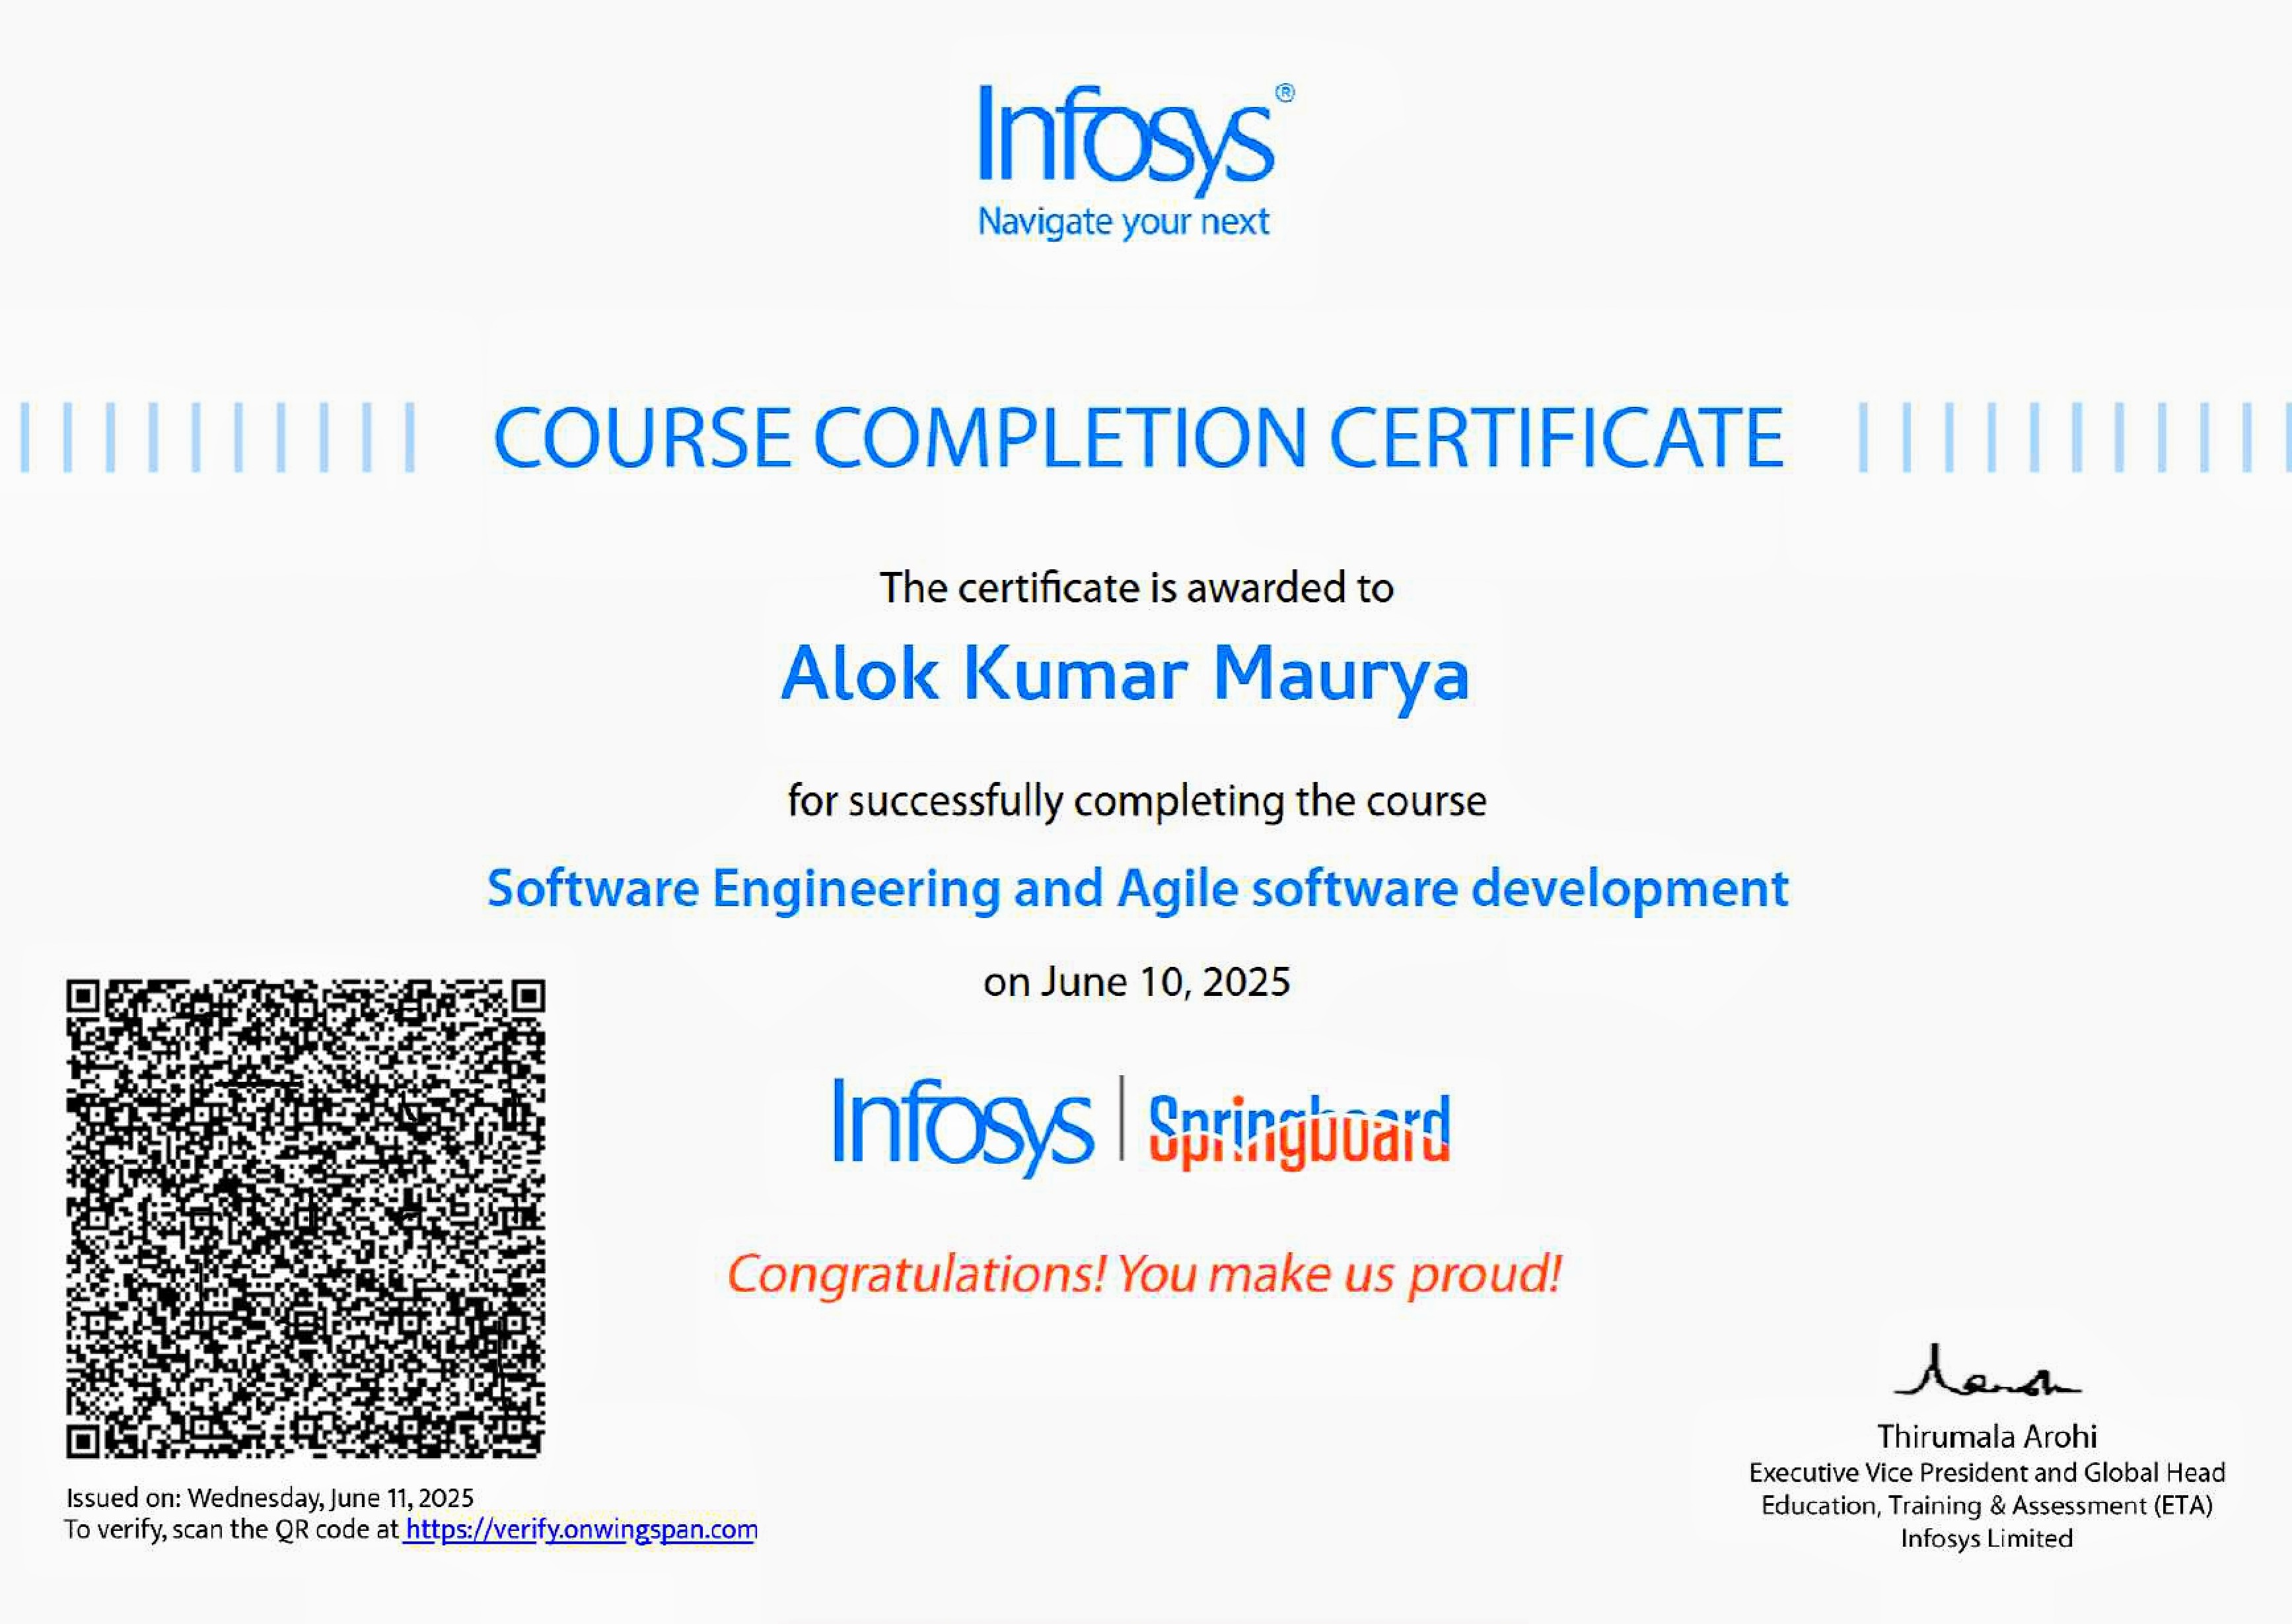 Infosys®
Navigate your next
COURSE COMPLETION CERTIFICATE
The certificate is awarded to
Alok Kumar Maurya
for successfully completing the course
Software Engineering and Agile software development
on June 10, 2025
Infosys | Springboard
Congratulations! You make us proud!
Issued on: Wednesday, June 11, 2025
To verify, scan the QR code at https://verify.onwingspan.com
Thirumala Arohi
Executive Vice President and Global Head
Education, Training & Assessment (ETA)
Infosys Limited